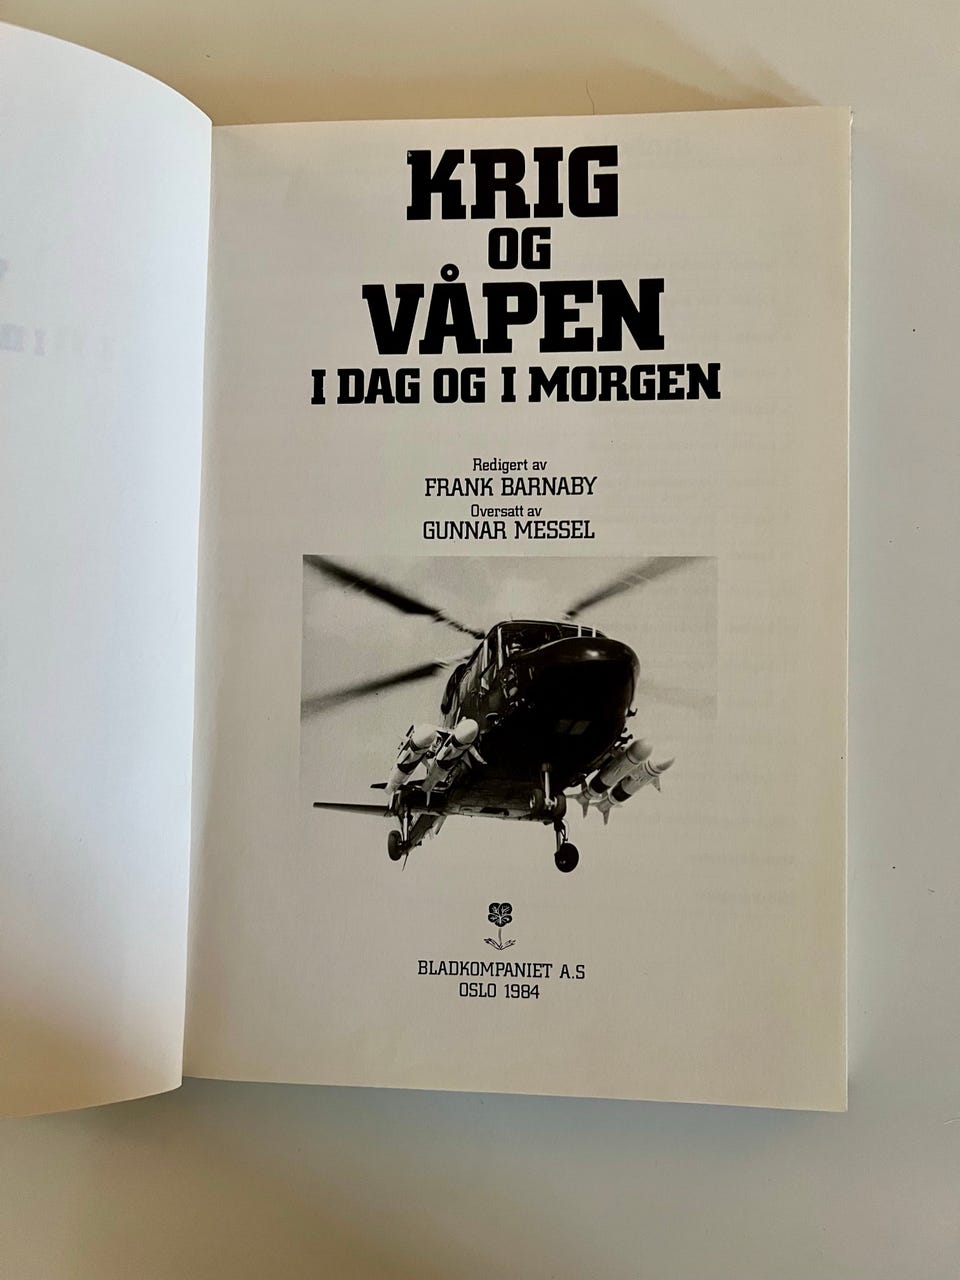 KRIG
OG
VÅPEN
I DAG OG I MORGEN
Redigert av
FRANK BARNABY
Oversatt av
GUNNAR MESSEL
BLADKOMPANIET A.S
OSLO 1984